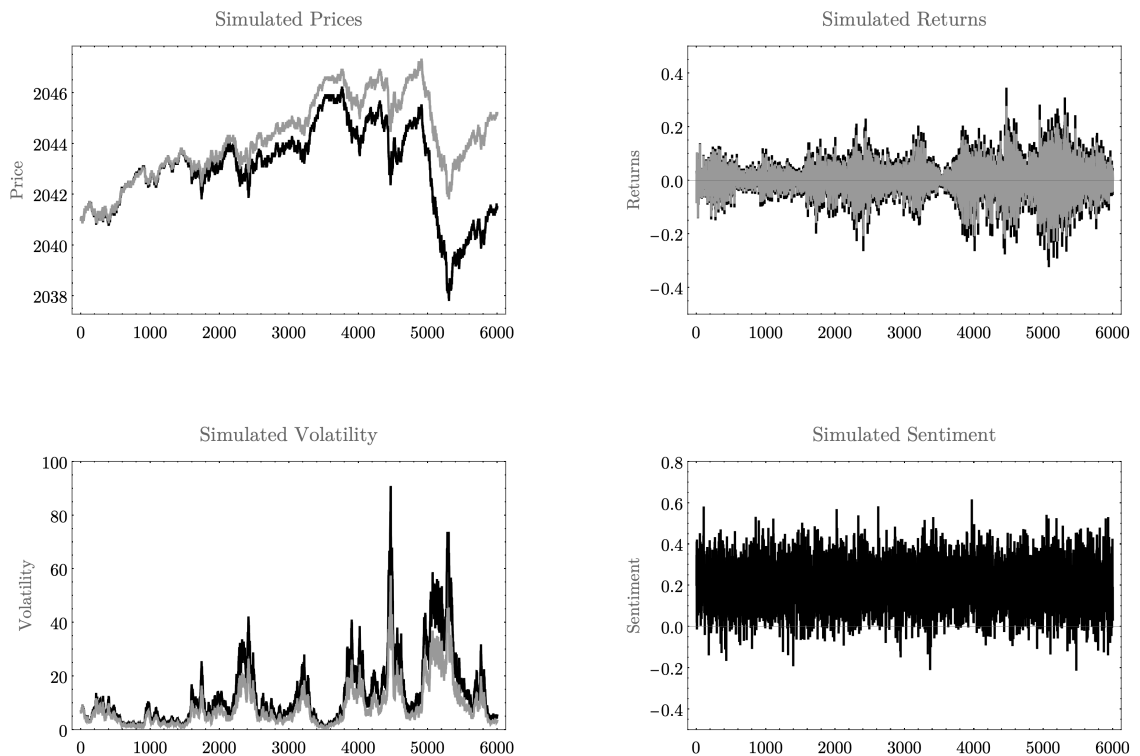 Simulated Prices
Price
2046
2044
2042
2040
2038
0 1000 2000 3000 4000 5000 6000
Simulated Returns
Returns
0.4
0.2
0.0
−0.2
−0.4
0 1000 2000 3000 4000 5000 6000
Simulated Volatility
Volatility
100
80
60
40
20
0
0 1000 2000 3000 4000 5000 6000
Simulated Sentiment
Sentiment
0.8
0.6
0.4
0.2
0.0
−0.2
−0.4
0 1000 2000 3000 4000 5000 6000